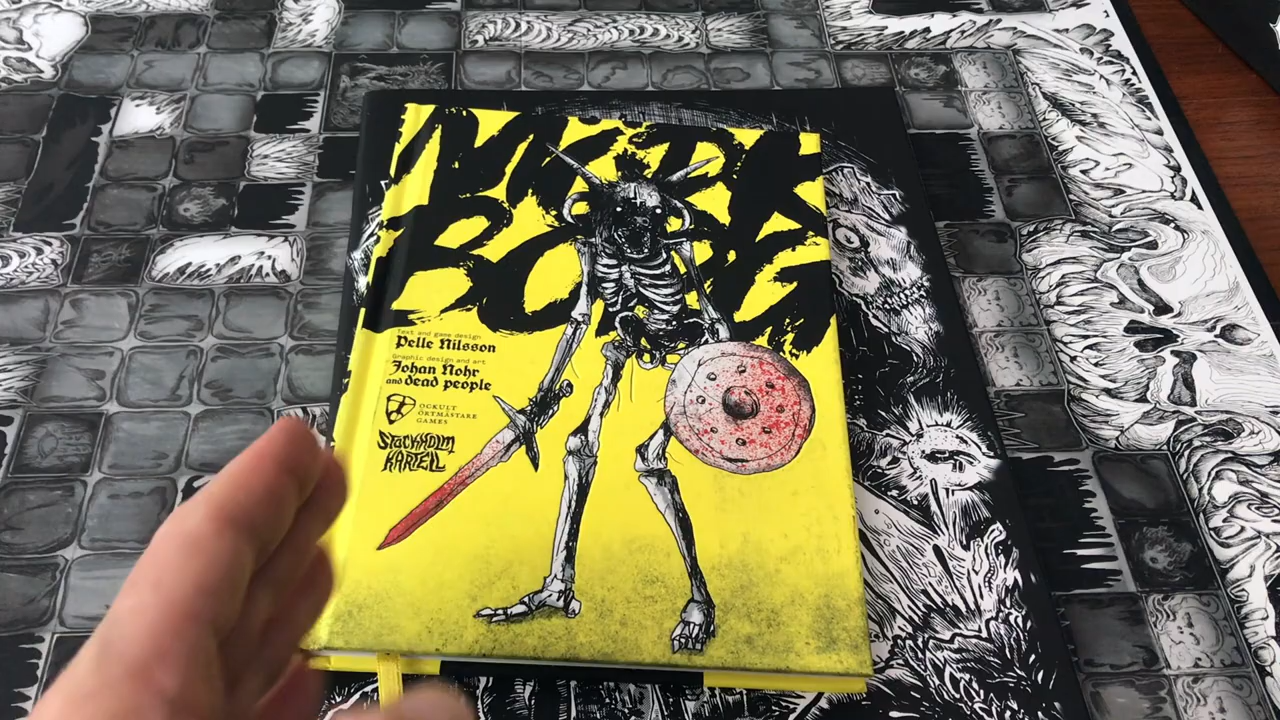 MÖRK
BORG
Text and game design
Pelle Nilsson
Graphic design and art
Johan Nohr
and dead people
OCKULT
ÖRTMÄSTARE
GAMES
STOCKHOLM
KARTELL